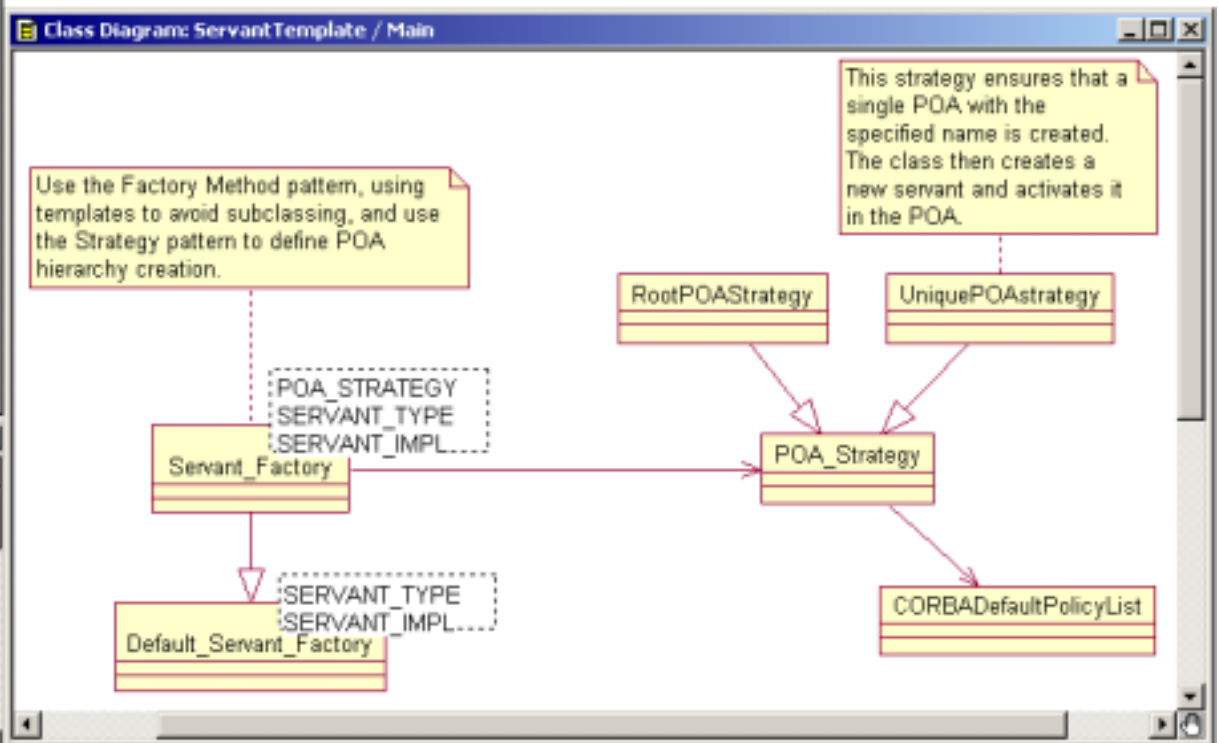 Class Diagram: ServantTemplate / Main
This strategy ensures that a
single POA with the
specified name is created.
The class then creates a
new servant and activates it
in the POA.
Use the Factory Method pattern, using
templates to avoid subclassing, and use
the Strategy pattern to define POA
hierarchy creation.
RootPOAStrategy
UniquePOAstrategy
POA_STRATEGY
SERVANT_TYPE
SERVANT_IMPL
Servant_Factory
POA_Strategy
SERVANT_TYPE
SERVANT_IMPL
Default_Servant_Factory
CORBADefaultPolicyList